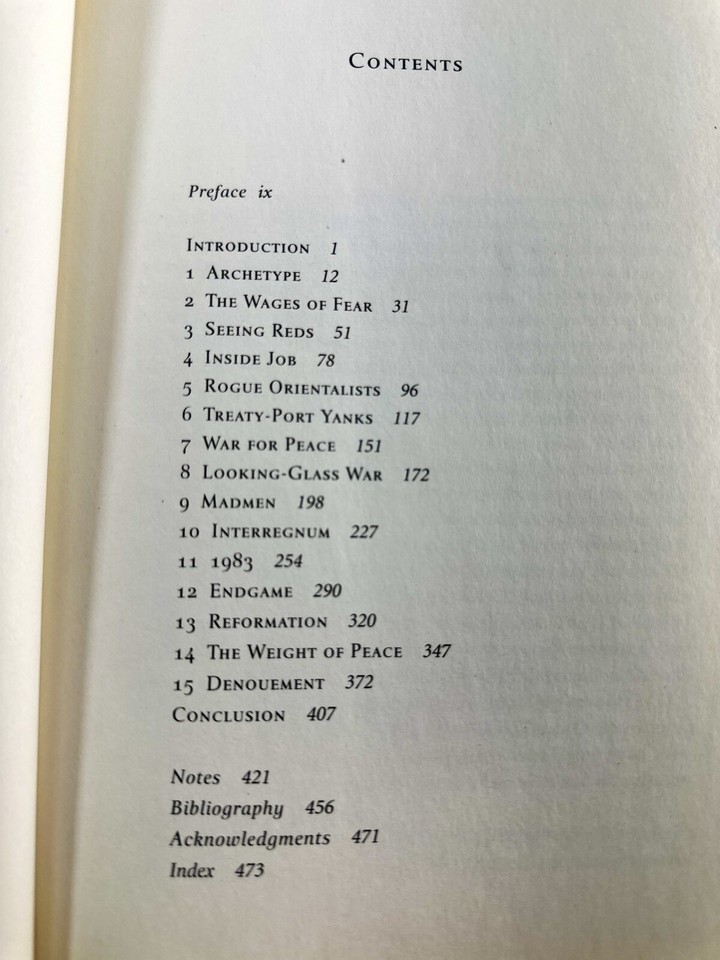 Contents
Preface ix
Introduction 1
1 Archetype 12
2 The Wages of Fear 31
3 Seeing Reds 51
4 Inside Job 78
5 Rogue Orientalists 96
6 Treaty-Port Yanks 117
7 War for Peace 151
8 Looking-Glass War 172
9 Madmen 198
10 Interregnum 227
11 1983 254
12 Endgame 290
13 Reformation 320
14 The Weight of Peace 347
15 Denouement 372
Conclusion 407
Notes 421
Bibliography 456
Acknowledgments 471
Index 473